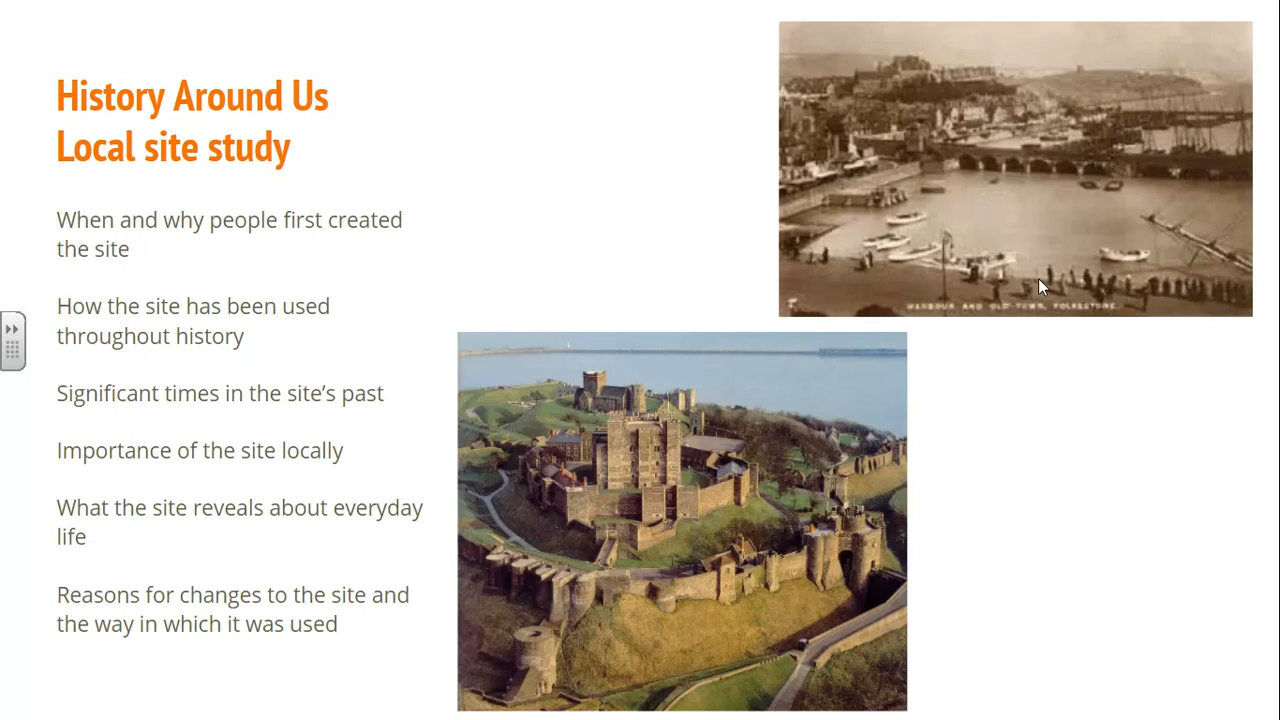 History Around Us
Local site study
When and why people first created
the site
How the site has been used
throughout history
Significant times in the site’s past
Importance of the site locally
What the site reveals about everyday
life
Reasons for changes to the site and
the way in which it was used
HARBOUR AND OLD-TOWN, FOLKESTONE.